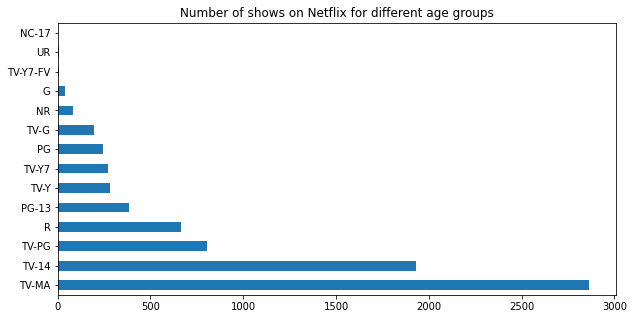 Number of shows on Netflix for different age groups
NC-17
UR
TV-Y7-FV
G
NR
TV-G
PG
TV-Y7
TV-Y
PG-13
R
TV-PG
TV-14
TV-MA
0 500 1000 1500 2000 2500 3000